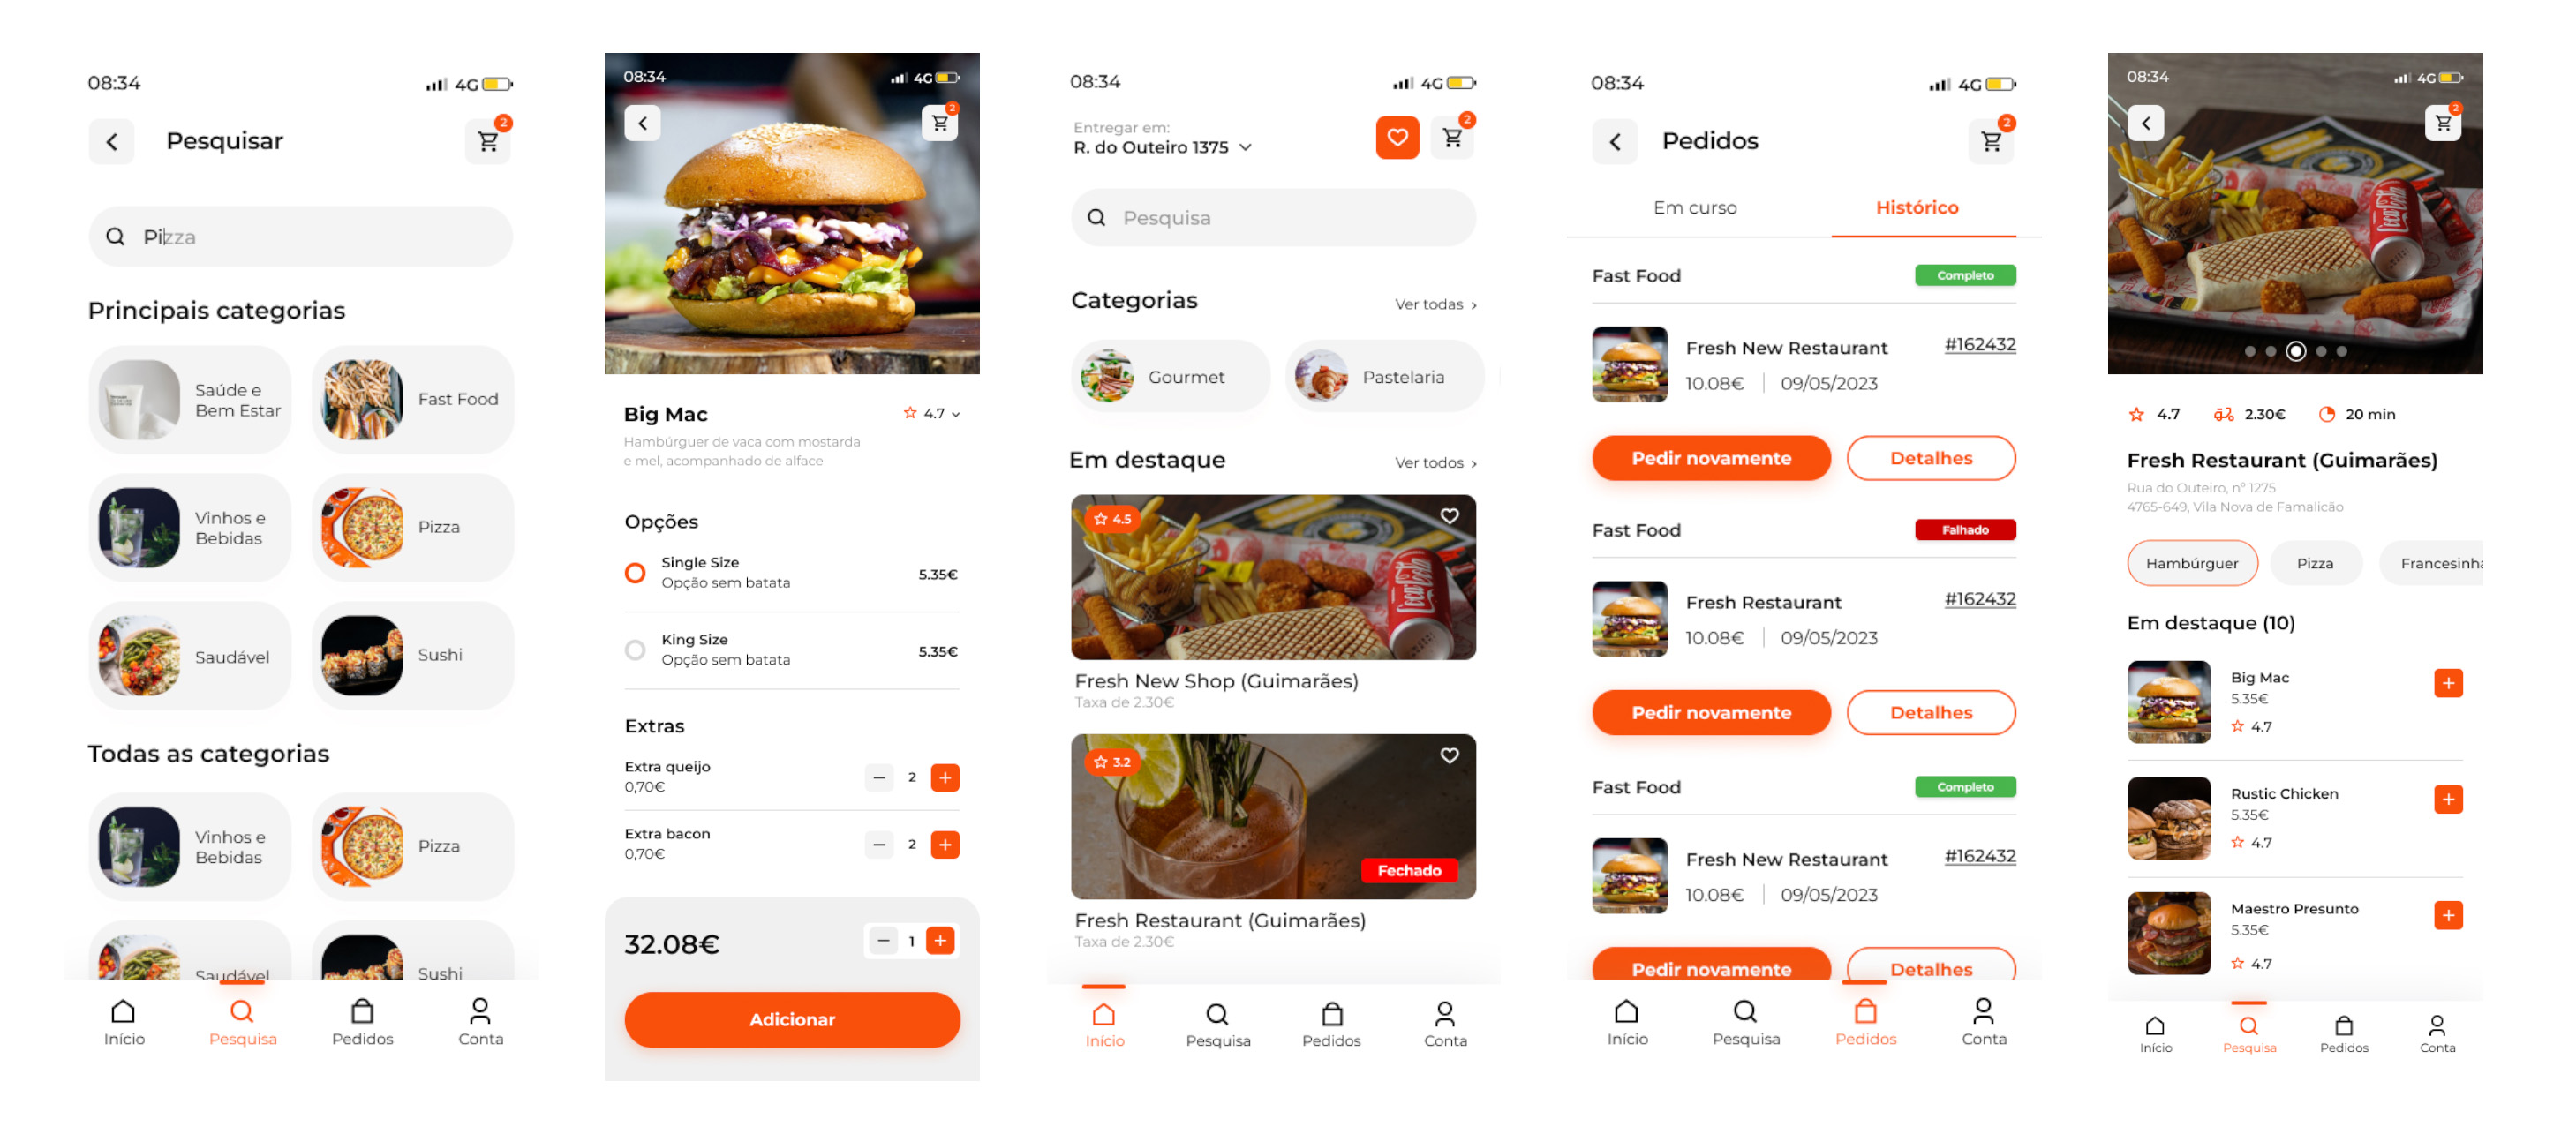 08:34
4G
Pesquisar
2
Pizza
Principais categorias
Saúde e
Bem Estar
Fast Food
Vinhos e
Bebidas
Pizza
Saudável
Sushi
Todas as categorias
Vinhos e
Bebidas
Pizza
Saudável
Sushi
Início
Pesquisa
Pedidos
Conta
08:34
4G
2
Big Mac
4.7
Hambúrguer de vaca com mostarda
e mel, acompanhado de alface
Opções
Single Size
Opção sem batata
5.35€
King Size
Opção sem batata
5.35€
Extras
Extra queijo
0,70€
2
Extra bacon
0,70€
2
32.08€
1
Adicionar
08:34
4G
Entregar em:
R. do Outeiro 1375
2
Pesquisa
Categorias
Ver todas
Gourmet
Pastelaria
Em destaque
Ver todos
4.5
Coca-Cola
Fresh New Shop (Guimarães)
Taxa de 2.30€
3.2
Fechado
Fresh Restaurant (Guimarães)
Taxa de 2.30€
Início
Pesquisa
Pedidos
Conta
08:34
4G
Pedidos
2
Em curso
Histórico
Fast Food
Completo
Fresh New Restaurant
#162432
10.08€
09/05/2023
Pedir novamente
Detalhes
Fast Food
Falhado
Fresh Restaurant
#162432
10.08€
09/05/2023
Pedir novamente
Detalhes
Fast Food
Completo
Fresh New Restaurant
#162432
10.08€
09/05/2023
Pedir novamente
Detalhes
Início
Pesquisa
Pedidos
Conta
08:34
4G
2
Coca-Cola
4.7
2.30€
20 min
Fresh Restaurant (Guimarães)
Rua do Outeiro, nº 1275
4765-649, Vila Nova de Famalicão
Hambúrguer
Pizza
Francesinha
Em destaque (10)
Big Mac
5.35€
4.7
Rustic Chicken
5.35€
4.7
Maestro Presunto
5.35€
4.7
Início
Pesquisa
Pedidos
Conta